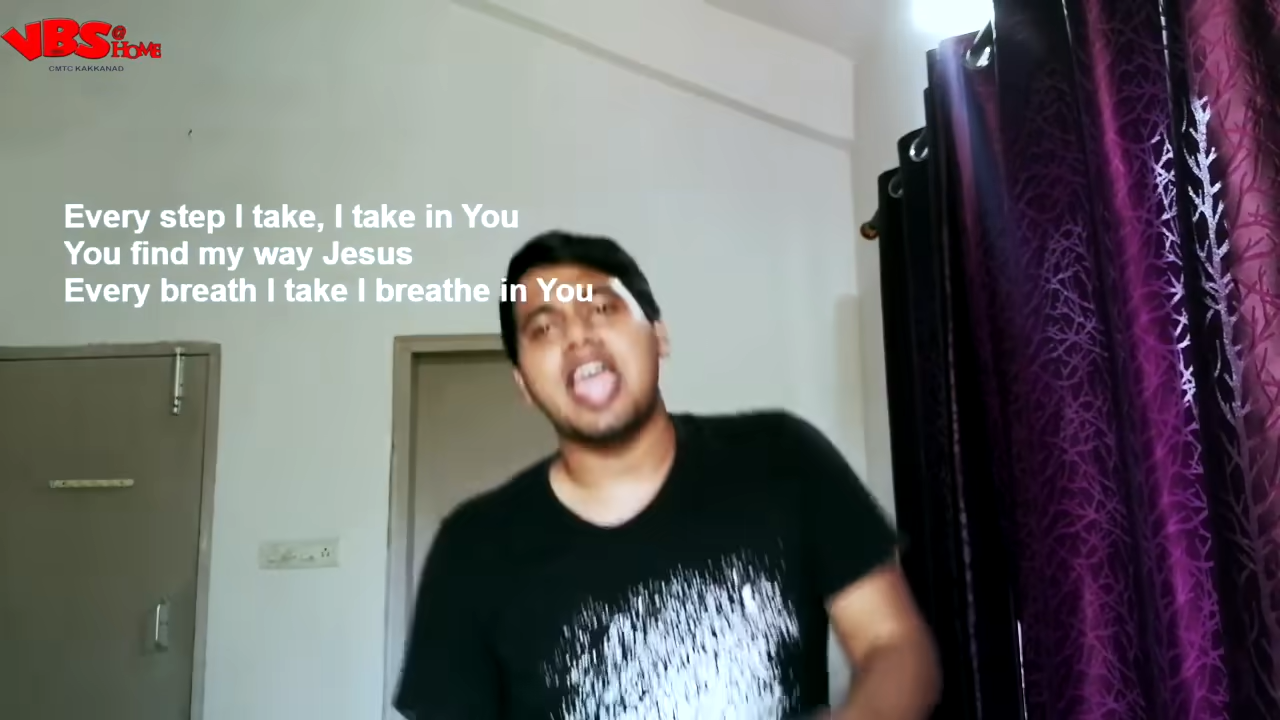 VBS@HOME
CMTC KAKKANAD
Every step I take, I take in You
You find my way Jesus
Every breath I take I breathe in You